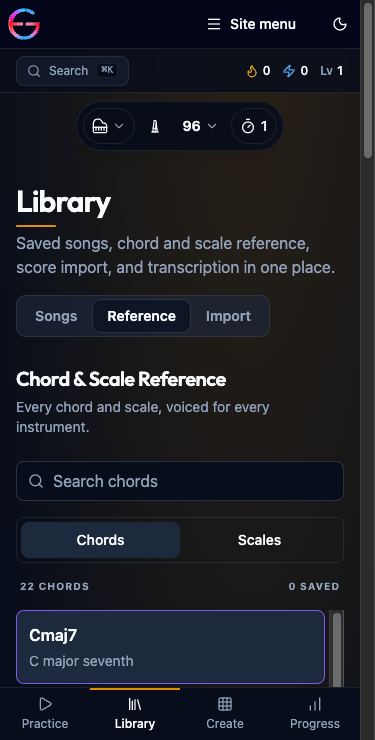 Site menu
Search ⌘K 0 0 Lv 1
96 1
Library
Saved songs, chord and scale reference,
score import, and transcription in one place.
Songs Reference Import
Chord & Scale Reference
Every chord and scale, voiced for every
instrument.
Search chords
Chords Scales
22 CHORDS 0 SAVED
Cmaj7
C major seventh
Practice Library Create Progress